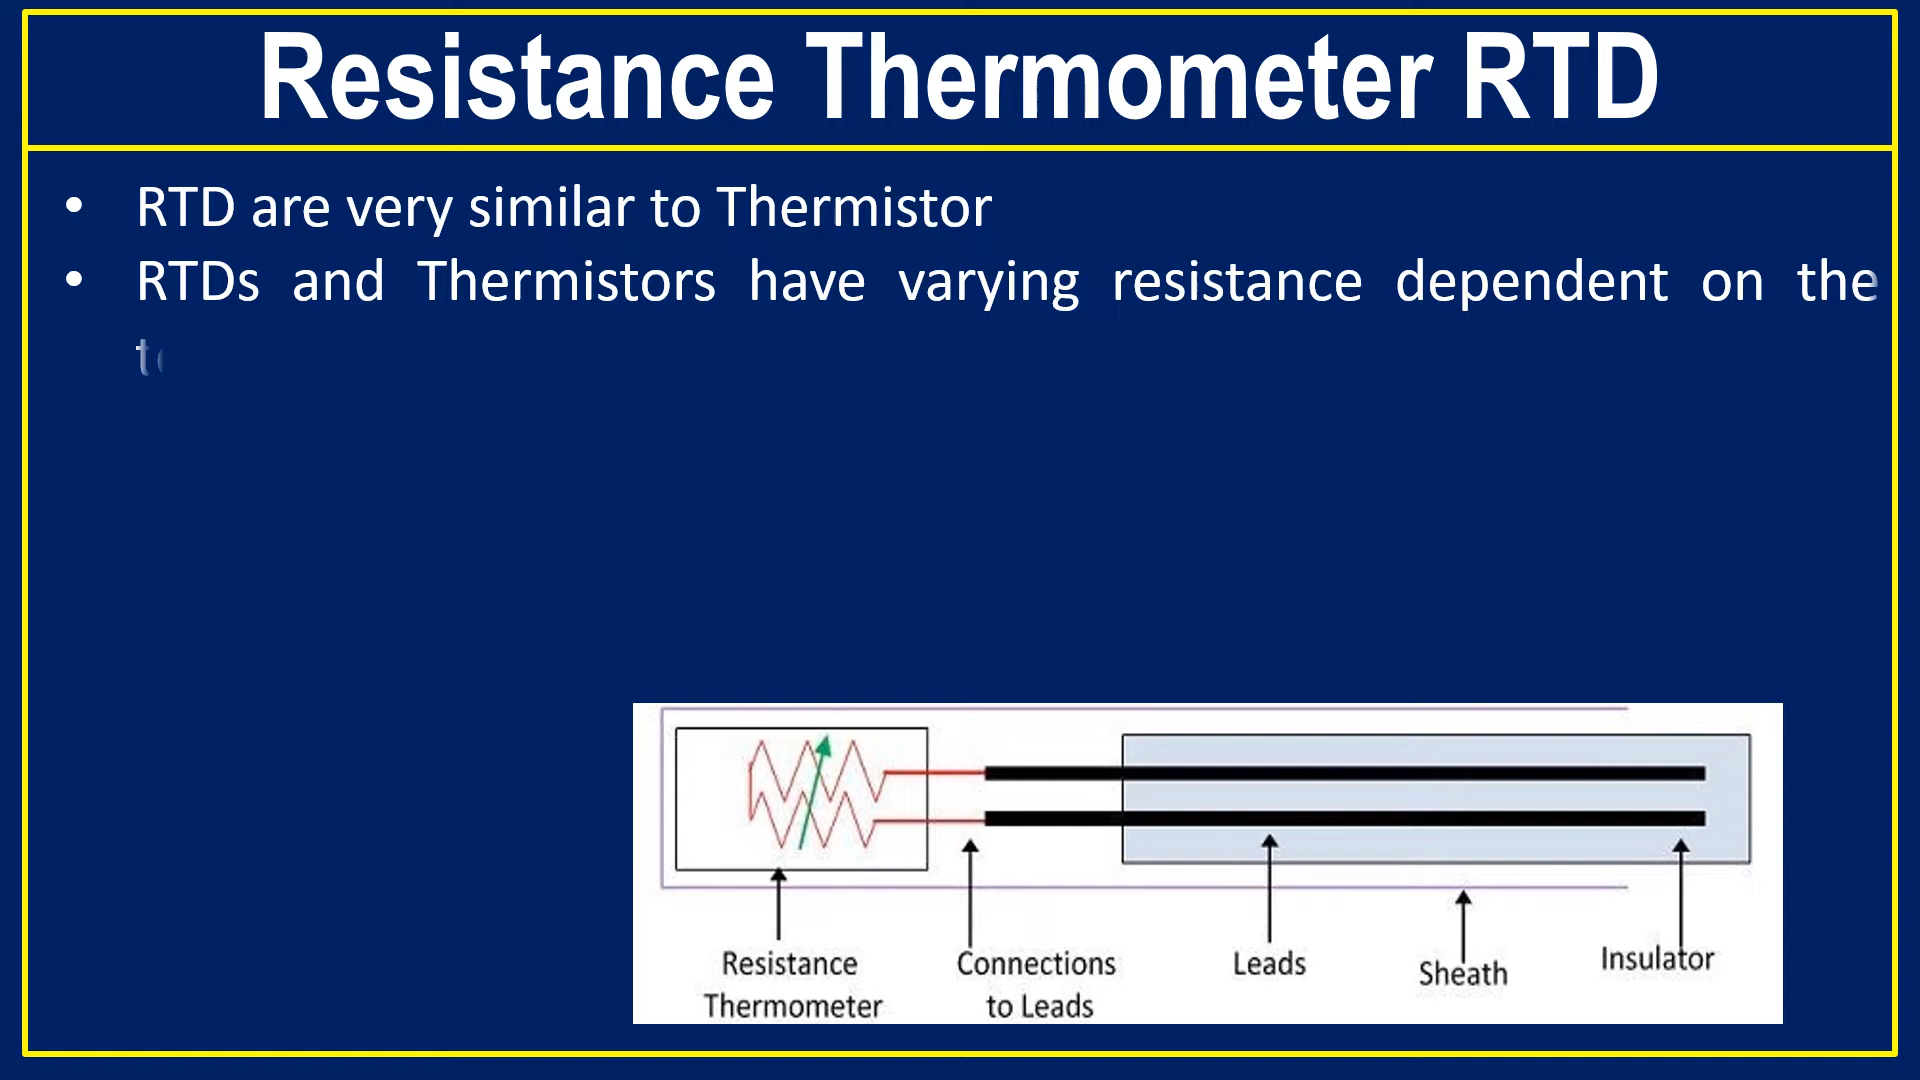 Resistance Thermometer RTD
• RTD are very similar to Thermistor
• RTDs and Thermistors have varying resistance dependent on the
Resistance
Thermometer
Connections
to Leads
Leads
Sheath
Insulator